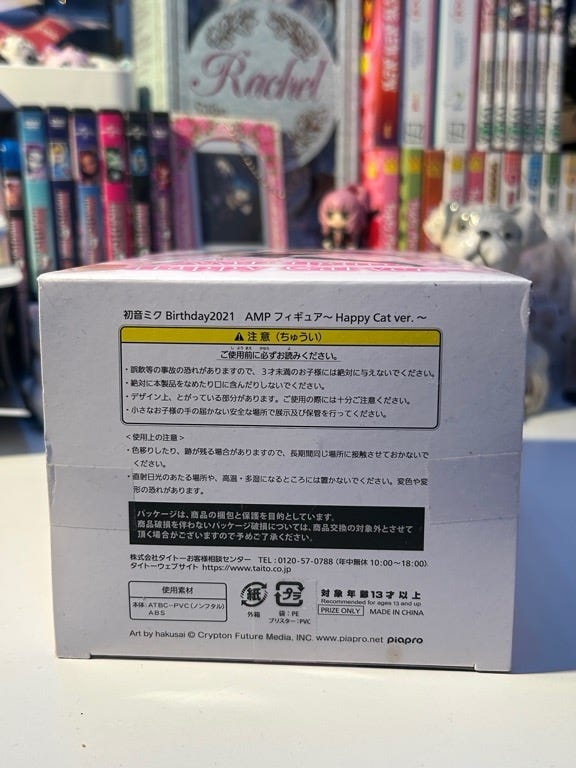 Rachel
初音ミク Birthday2021 AMP フィギュア～ Happy Cat ver. ～
⚠ 注意（ちゅうい）
ご使用前に必ずお読みください。
・誤飲等の事故の恐れがありますので、3才未満のお子様には絶対に与えないでください。
・絶対に本製品をなめたり口に含んだりしないでください。
・デザイン上、とがっている部分があります。ご使用の際には十分ご注意ください。
・小さなお子様の手の届かない安全な場所で展示及び保管を行ってください。
<使用上の注意>
・色移りしたり、跡が残る場合がありますので、長期間同じ場所に接触させておかないで
ください。
・直射日光のあたる場所や、高温・多湿になるところには置かないでください。変色や変
形の恐れがあります。
パッケージは、商品の梱包と保護を目的としています。
商品破損を伴わないパッケージ破損については、商品交換の対象外とさせて
頂く場合がございますので予めご了承ください。
株式会社タイトーお客様相談センター TEL : 0120-57-0788 (年中無休 10:00～18:00)
タイトーウェブサイト https://www.taito.co.jp
使用素材
本体: ATBC-PVC(ノンフタル)
ABS
紙
外箱
プラ
袋 : PE
ブリスター : PVC
対象年齢13才以上
Recommended for ages 13 and up
PRIZE ONLY MADE IN CHINA
Art by hakusai © Crypton Future Media, INC. www.piapro.net piapro